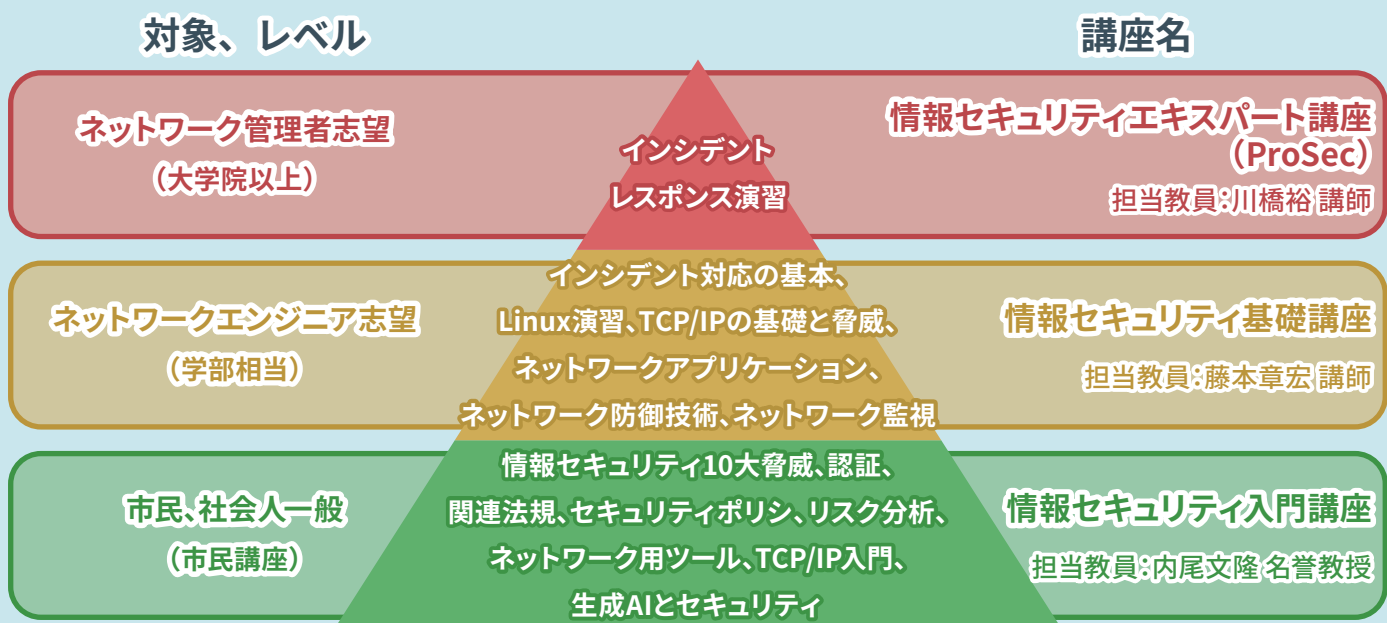 対象、レベル
講座名
ネットワーク管理者志望
（大学院以上）
インシデント
レスポンス演習
情報セキュリティエキスパート講座
（ProSec）
担当教員：川橋裕 講師
ネットワークエンジニア志望
（学部相当）
インシデント対応の基本、
Linux演習、TCP/IPの基礎と脅威、
ネットワークアプリケーション、
ネットワーク防御技術、ネットワーク監視
情報セキュリティ基礎講座
担当教員：藤本章宏 講師
市民、社会人一般
（市民講座）
情報セキュリティ10大脅威、認証、
関連法規、セキュリティポリシ、リスク分析、
ネットワーク用ツール、TCP/IP入門、
生成AIとセキュリティ
情報セキュリティ入門講座
担当教員：内尾文隆 名誉教授